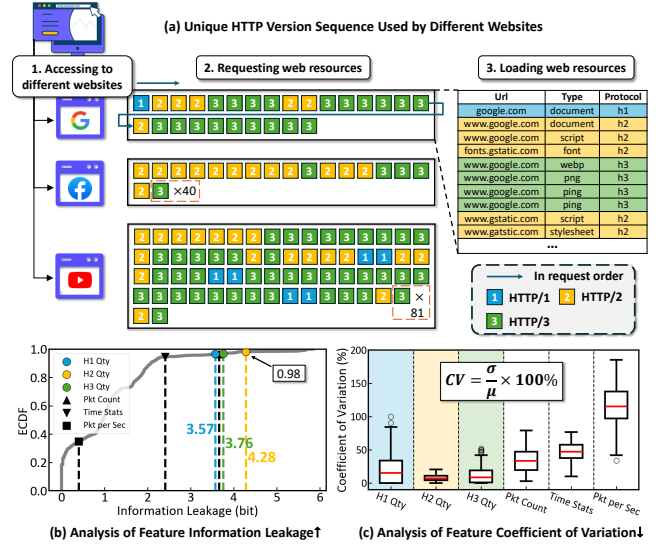 (a) Unique HTTP Version Sequence Used by Different Websites
1. Accessing to
different websites
2. Requesting web resources
3. Loading web resources
1 2 2 2 3 3 3 3 2 2 3 3 3 3 3 3
2 3 3 3 3 3 3 3 3 3
2 2 2 2 2 2 2 2 2 3 2 2 2 3 3 3
2 3 ×40
2 2 2 2 2 2 2 3 3 3 3 3 3 3 3 3
2 3 3 3 3 3 2 3 2 2 2 2 1 1 2 2
2 3 3 3 1 1 3 3 3 3 3 3 3 3 3 3
3 3 3 3 3 3 3 3 1 1 3 3 3 2 3 ×
81
2 3
Url Type Protocol
google.com document h1
www.google.com document h2
www.google.com script h2
fonts.gstatic.com font h2
www.google.com webp h3
www.google.com png h3
www.google.com ping h3
www.google.com ping h3
www.gstatic.com script h2
www.gatstic.com stylesheet h2
...
In request order
1 HTTP/1 2 HTTP/2
3 HTTP/3
ECDF
1.0
0.8
0.6
0.4
0.2
0.0
H1 Qty
H2 Qty
H3 Qty
Pkt Count
Time Stats
Pkt per Sec
0.98
3.57
3.76
4.28
0 1 2 3 4 5 6
Information Leakage (bit)
(b) Analysis of Feature Information Leakage↑
Coefficient of Variation (%)
200
150
100
50
0
CV = σ/μ × 100%
H1 Qty
H2 Qty
H3 Qty
Pkt Count
Time Stats
Pkt per Sec
(c) Analysis of Feature Coefficient of Variation↓